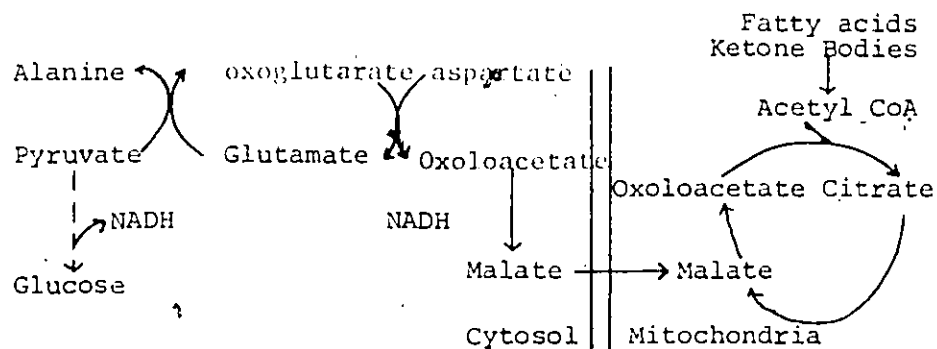 Fatty acids
Ketone Bodies
Alanine oxoglutarate aspartate
Acetyl CoA
Pyruvate Glutamate Oxoloacetate
Oxoloacetate Citrate
NADH NADH
Glucose Malate Malate
Cytosol Mitochondria